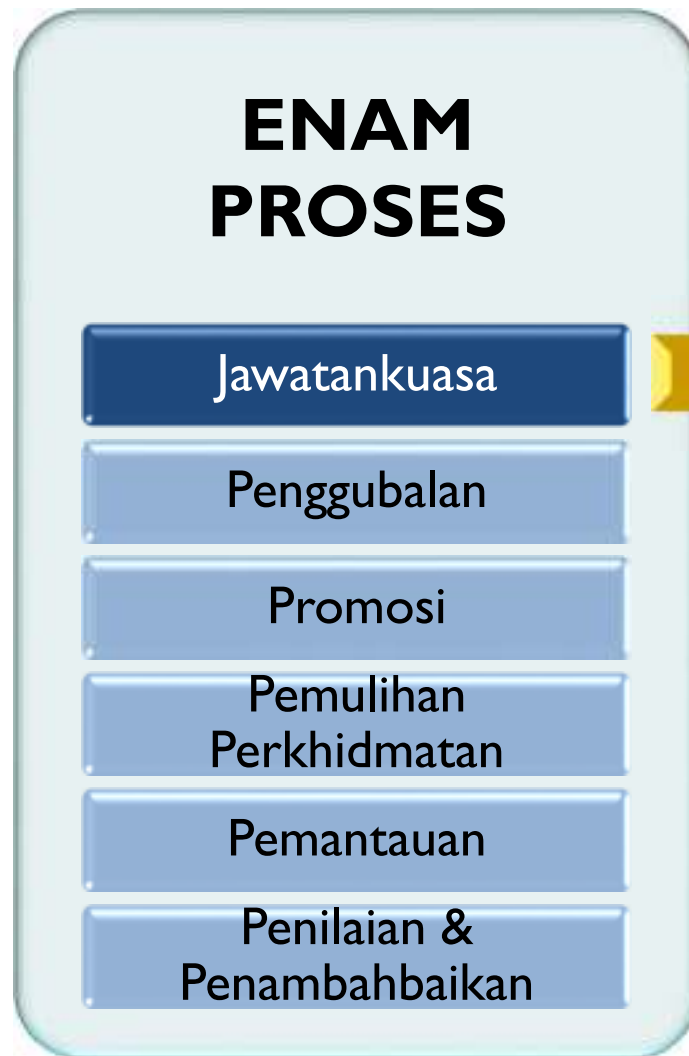 ENAM
PROSES
Jawatankuasa
Penggubalan
Promosi
Pemulihan
Perkhidmatan
Pemantauan
Penilaian &
Penambahbaikan